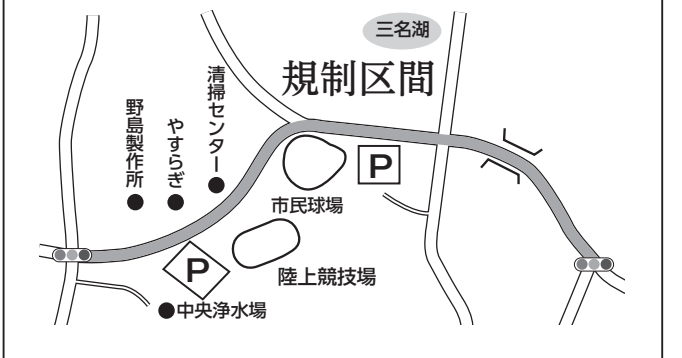 三名湖
規制区間
清掃センター
やすらぎ
野島製作所
P
市民球場
P
陸上競技場
中央浄水場